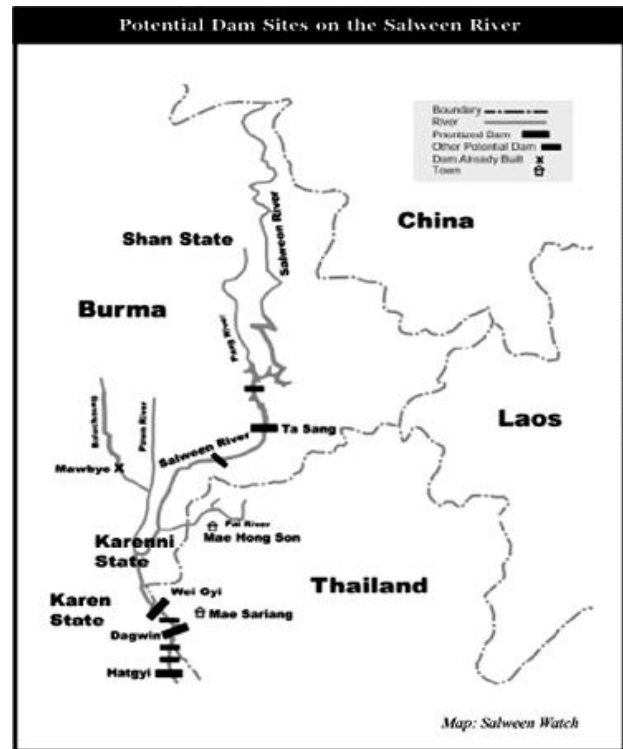 Potential Dam Sites on the Salween River
Boundary
River
Prioritized Dam
Other Potential Dam
Dam Already Built x
Town
China
Salween River
Shan State
Burma
Pang River
Laos
Baluchaung
Pawn River
Ta Sang
Salween River
Mawbye
Pai River
Mae Hong Son
Karenni
State
Thailand
Wei Gyi
Karen
State
Mae Sariang
Dagwin
Hatgyi
Map: Salween Watch